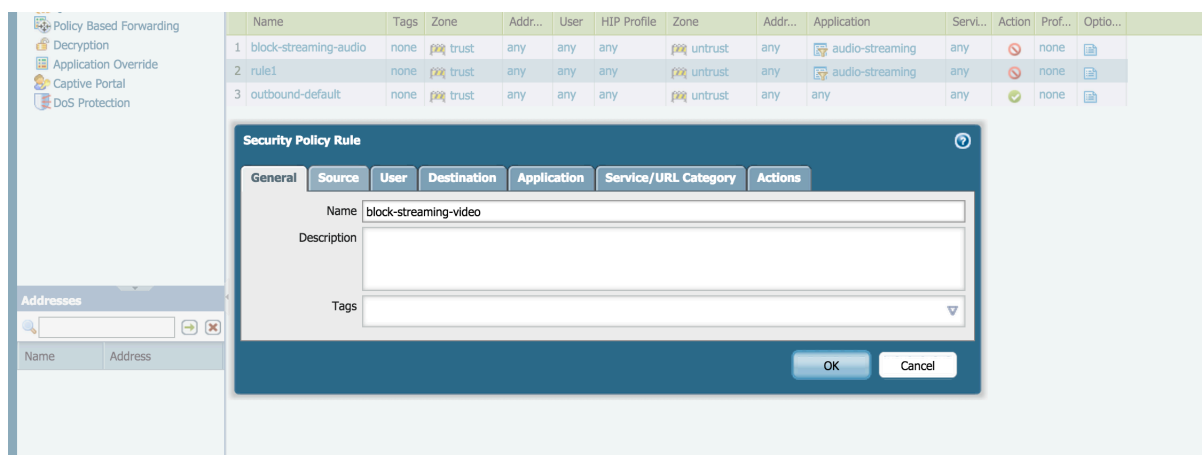 Policy Based Forwarding
Decryption
Application Override
Captive Portal
DoS Protection
Name Tags Zone Addr... User HIP Profile Zone Addr... Application Servi... Action Prof... Optio...
1 block-streaming-audio none trust any any any untrust any audio-streaming any none
2 rule1 none trust any any any untrust any audio-streaming any none
3 outbound-default none trust any any any untrust any any any none
Security Policy Rule
General Source User Destination Application Service/URL Category Actions
Name block-streaming-video
Description
Tags
OK Cancel
Addresses
Name Address